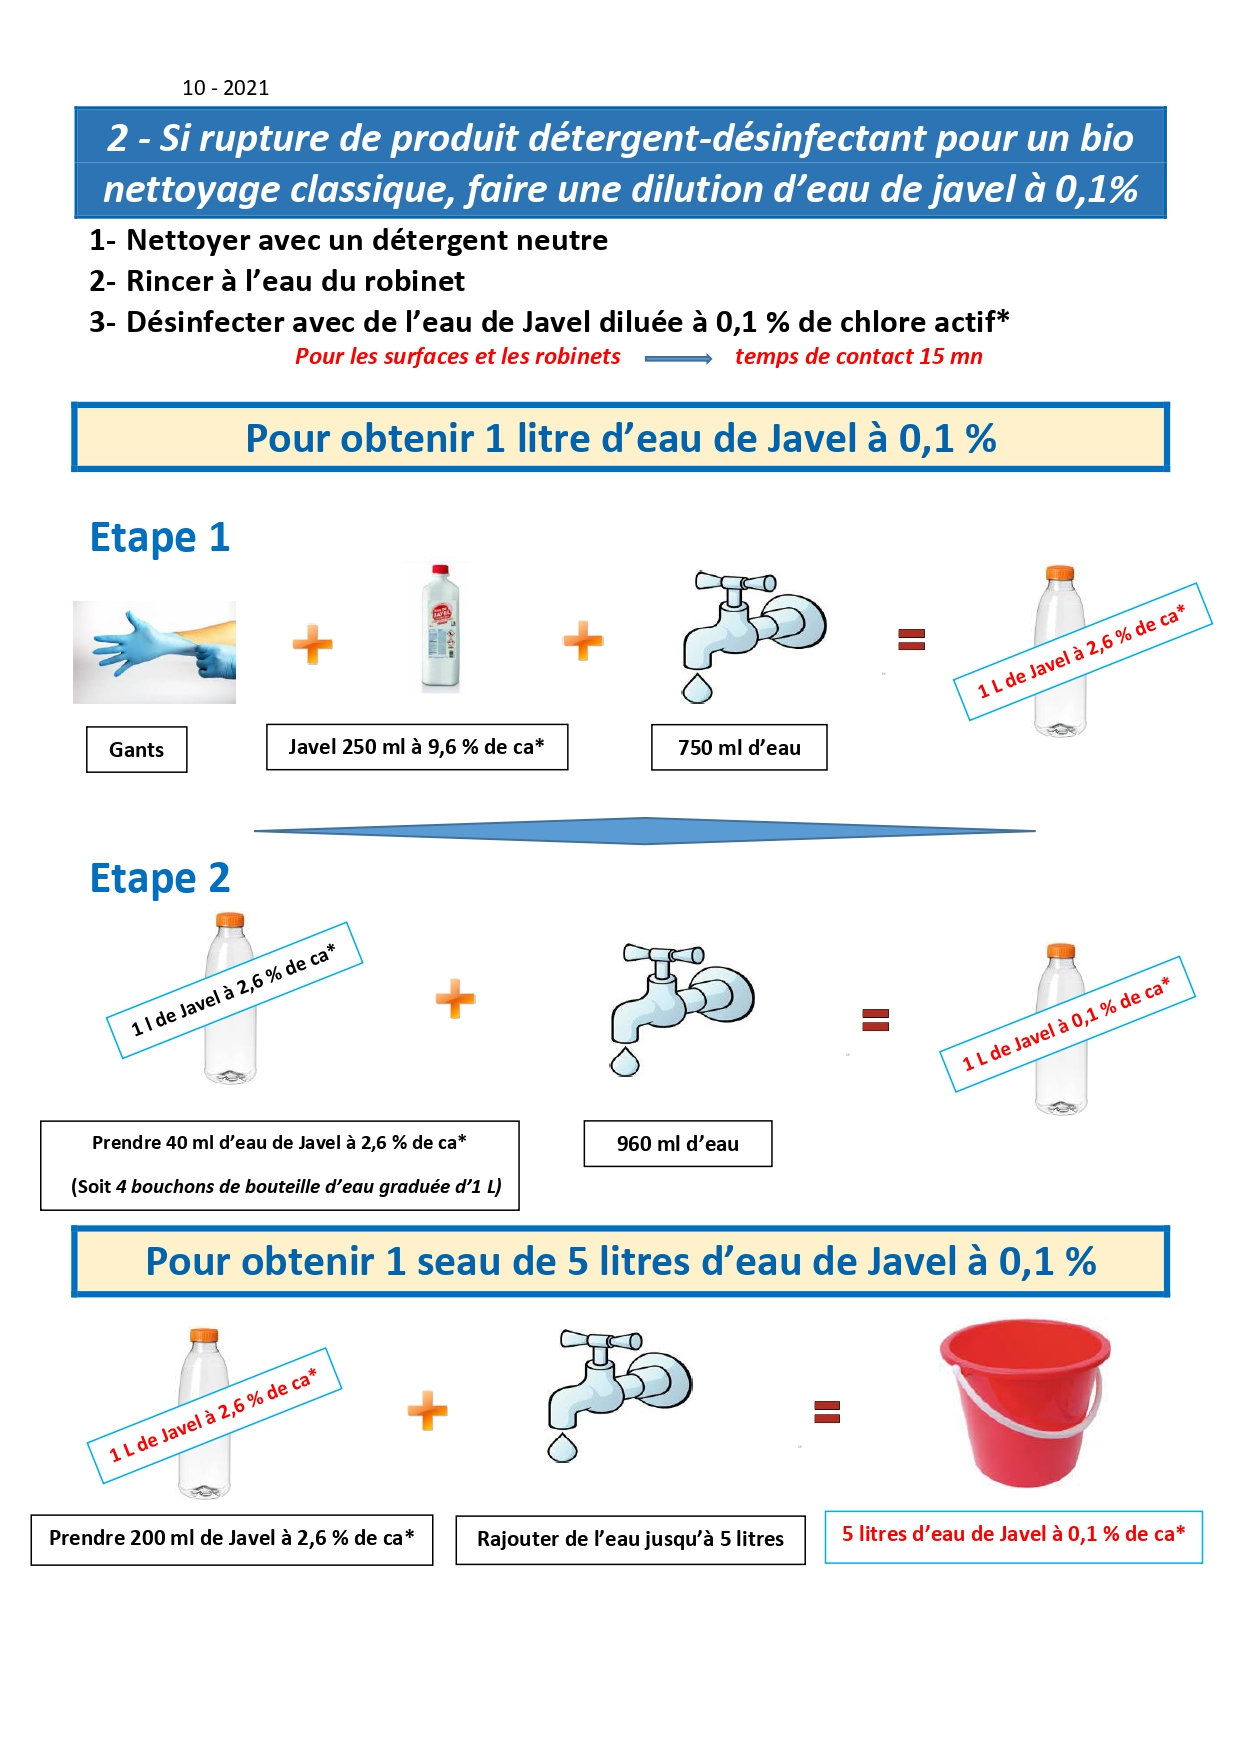 10 - 2021
2 - Si rupture de produit détergent-désinfectant pour un bio
nettoyage classique, faire une dilution d’eau de javel à 0,1%
1- Nettoyer avec un détergent neutre
2- Rincer à l’eau du robinet
3- Désinfecter avec de l’eau de Javel diluée à 0,1 % de chlore actif*
Pour les surfaces et les robinets temps de contact 15 mn
Pour obtenir 1 litre d’eau de Javel à 0,1 %
Etape 1
JAVEL
1 L de Javel à 2,6 % de ca*
Gants
Javel 250 ml à 9,6 % de ca*
750 ml d’eau
Etape 2
1 l de Javel à 2,6 % de ca*
1 L de Javel à 0,1 % de ca*
Prendre 40 ml d’eau de Javel à 2,6 % de ca*
(Soit 4 bouchons de bouteille d’eau graduée d’1 L)
960 ml d’eau
Pour obtenir 1 seau de 5 litres d’eau de Javel à 0,1 %
1 L de Javel à 2,6 % de ca*
Prendre 200 ml de Javel à 2,6 % de ca*
Rajouter de l’eau jusqu’à 5 litres
5 litres d’eau de Javel à 0,1 % de ca*